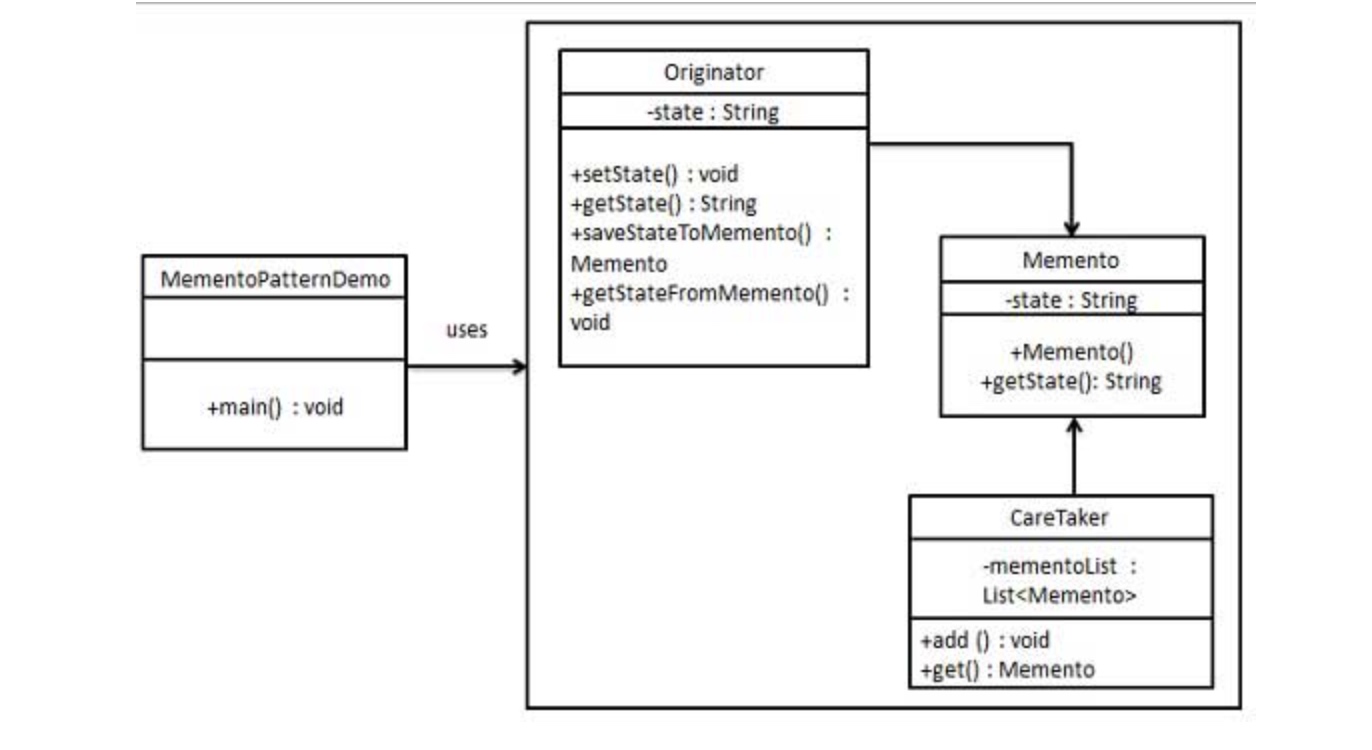 MementoPatternDemo
+main() : void
uses
Originator
-state : String
+setState() : void
+getState() : String
+saveStateToMemento() :
Memento
+getStateFromMemento() :
void
Memento
-state : String
+Memento()
+getState(): String
CareTaker
-mementoList :
List<Memento>
+add () : void
+get() : Memento